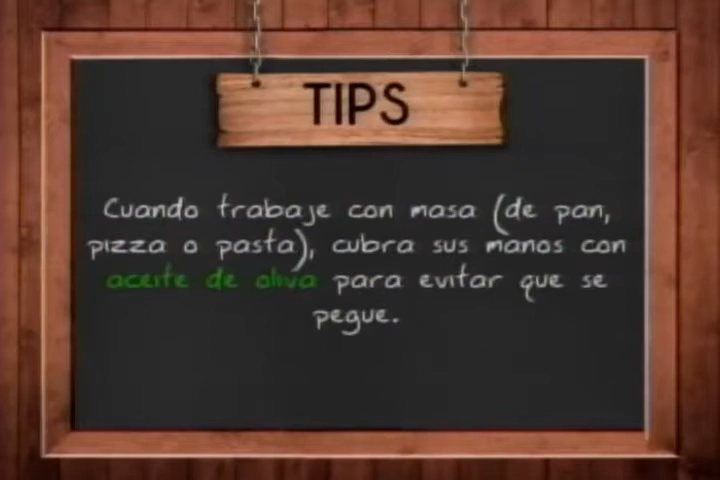 TIPS
Cuando trabaje con masa (de pan,
pizza o pasta), cubra sus manos con
aceite de oliva para evitar que se
pegue.